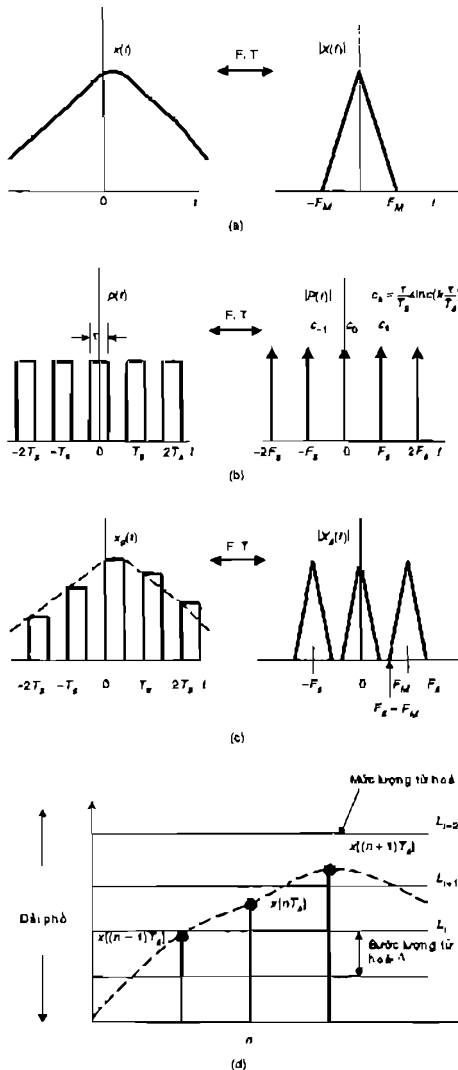 x(t)
F. T
|X(f)|
0
t
-F_M
F_M
f
(a)
p(t)
τ
F. T
|P(f)|
c_-1
c_0
c_1
-2T_s
-T_s
0
T_s
2T_s
t
-2F_s
-F_s
0
F_s
2F_s
f
(b)
x_s(t)
F T
|X_s(f)|
-2T_s
-T_s
0
T_s
2T_s
t
-F_s
0
F_M
F_s
F_s - F_M
(c)
Mức lượng tử hoá
L_i+2
x[(n + 1)T_s]
L_i+1
x[nT_s]
Dải phổ
x[(n - 1)T_s]
L_i
Bước lượng tử
hoá Δ
n
(d)